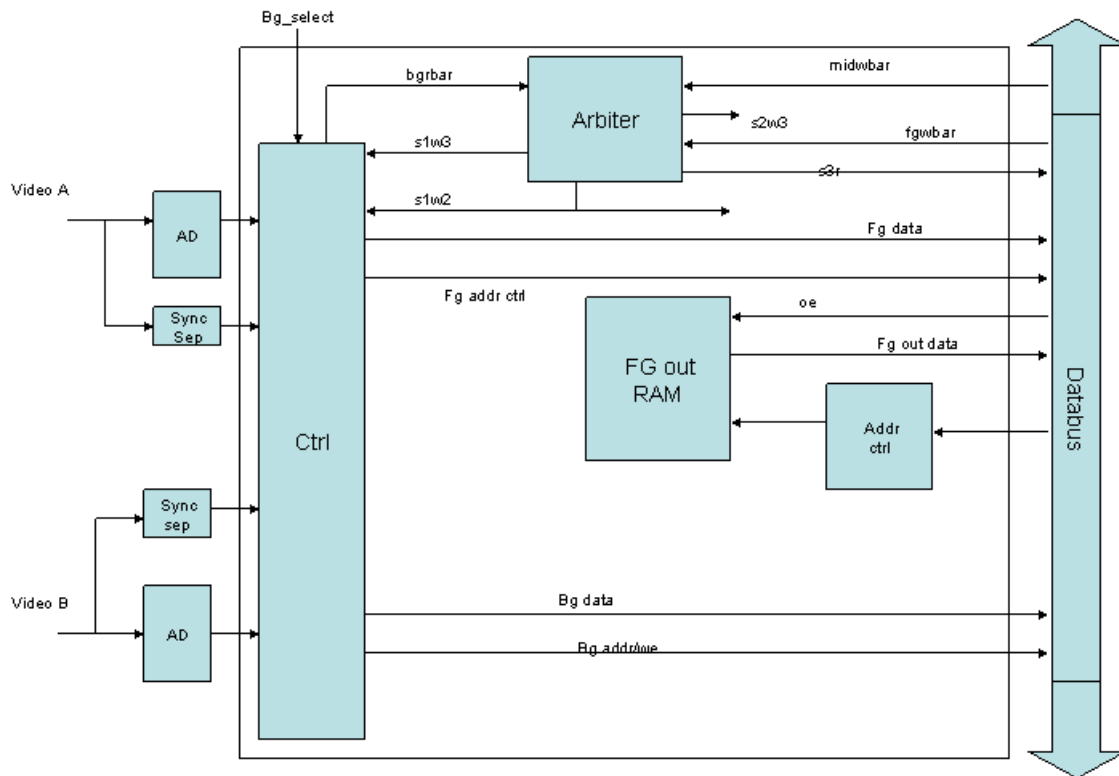 Bg_select
bgrbar
midwbar
Arbiter
s2w3
fgwbar
s1w3
s3r
Video A
s1w2
AD
Fg data
Fg addr ctrl
Sync
Sep
oe
Fg out data
FG out
RAM
Databus
Addr
ctrl
Ctrl
Sync
sep
Video B
AD
Bg data
Bg addr/we